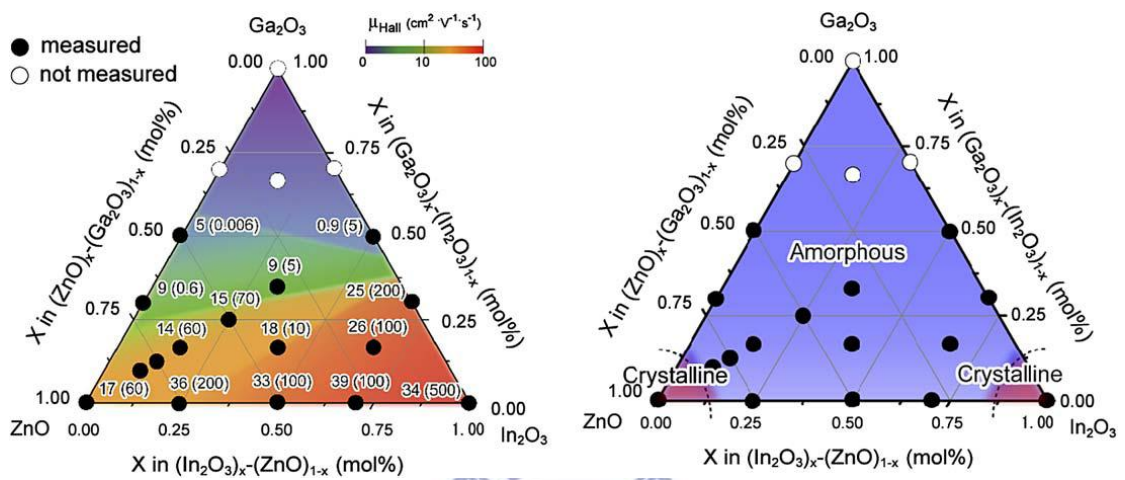 measured
not measured
Ga₂O₃
μHall (cm² ·V⁻¹·s⁻¹)
0 10 100
0.00 1.00
0.25 0.75
0.50 0.50
0.75 0.25
1.00 0.00
X in (ZnO)ₓ-(Ga₂O₃)₁₋ₓ (mol%)
X in (Ga₂O₃)ₓ-(In₂O₃)₁₋ₓ (mol%)
5 (0.006) 0.9 (5)
9 (5)
9 (0.6) 15 (70) 25 (200)
14 (60) 18 (10) 26 (100)
17 (60) 36 (200) 33 (100) 39 (100) 34 (500)
ZnO 0.00 0.25 0.50 0.75 1.00 In₂O₃
X in (In₂O₃)ₓ-(ZnO)₁₋ₓ (mol%)
Ga₂O₃
0.00 1.00
0.25 0.75
0.50 0.50
0.75 0.25
1.00 0.00
X in (ZnO)ₓ-(Ga₂O₃)₁₋ₓ (mol%)
X in (Ga₂O₃)ₓ-(In₂O₃)₁₋ₓ (mol%)
Amorphous
Crystalline Crystalline
ZnO 0.00 0.25 0.50 0.75 1.00 In₂O₃
X in (In₂O₃)ₓ-(ZnO)₁₋ₓ (mol%)